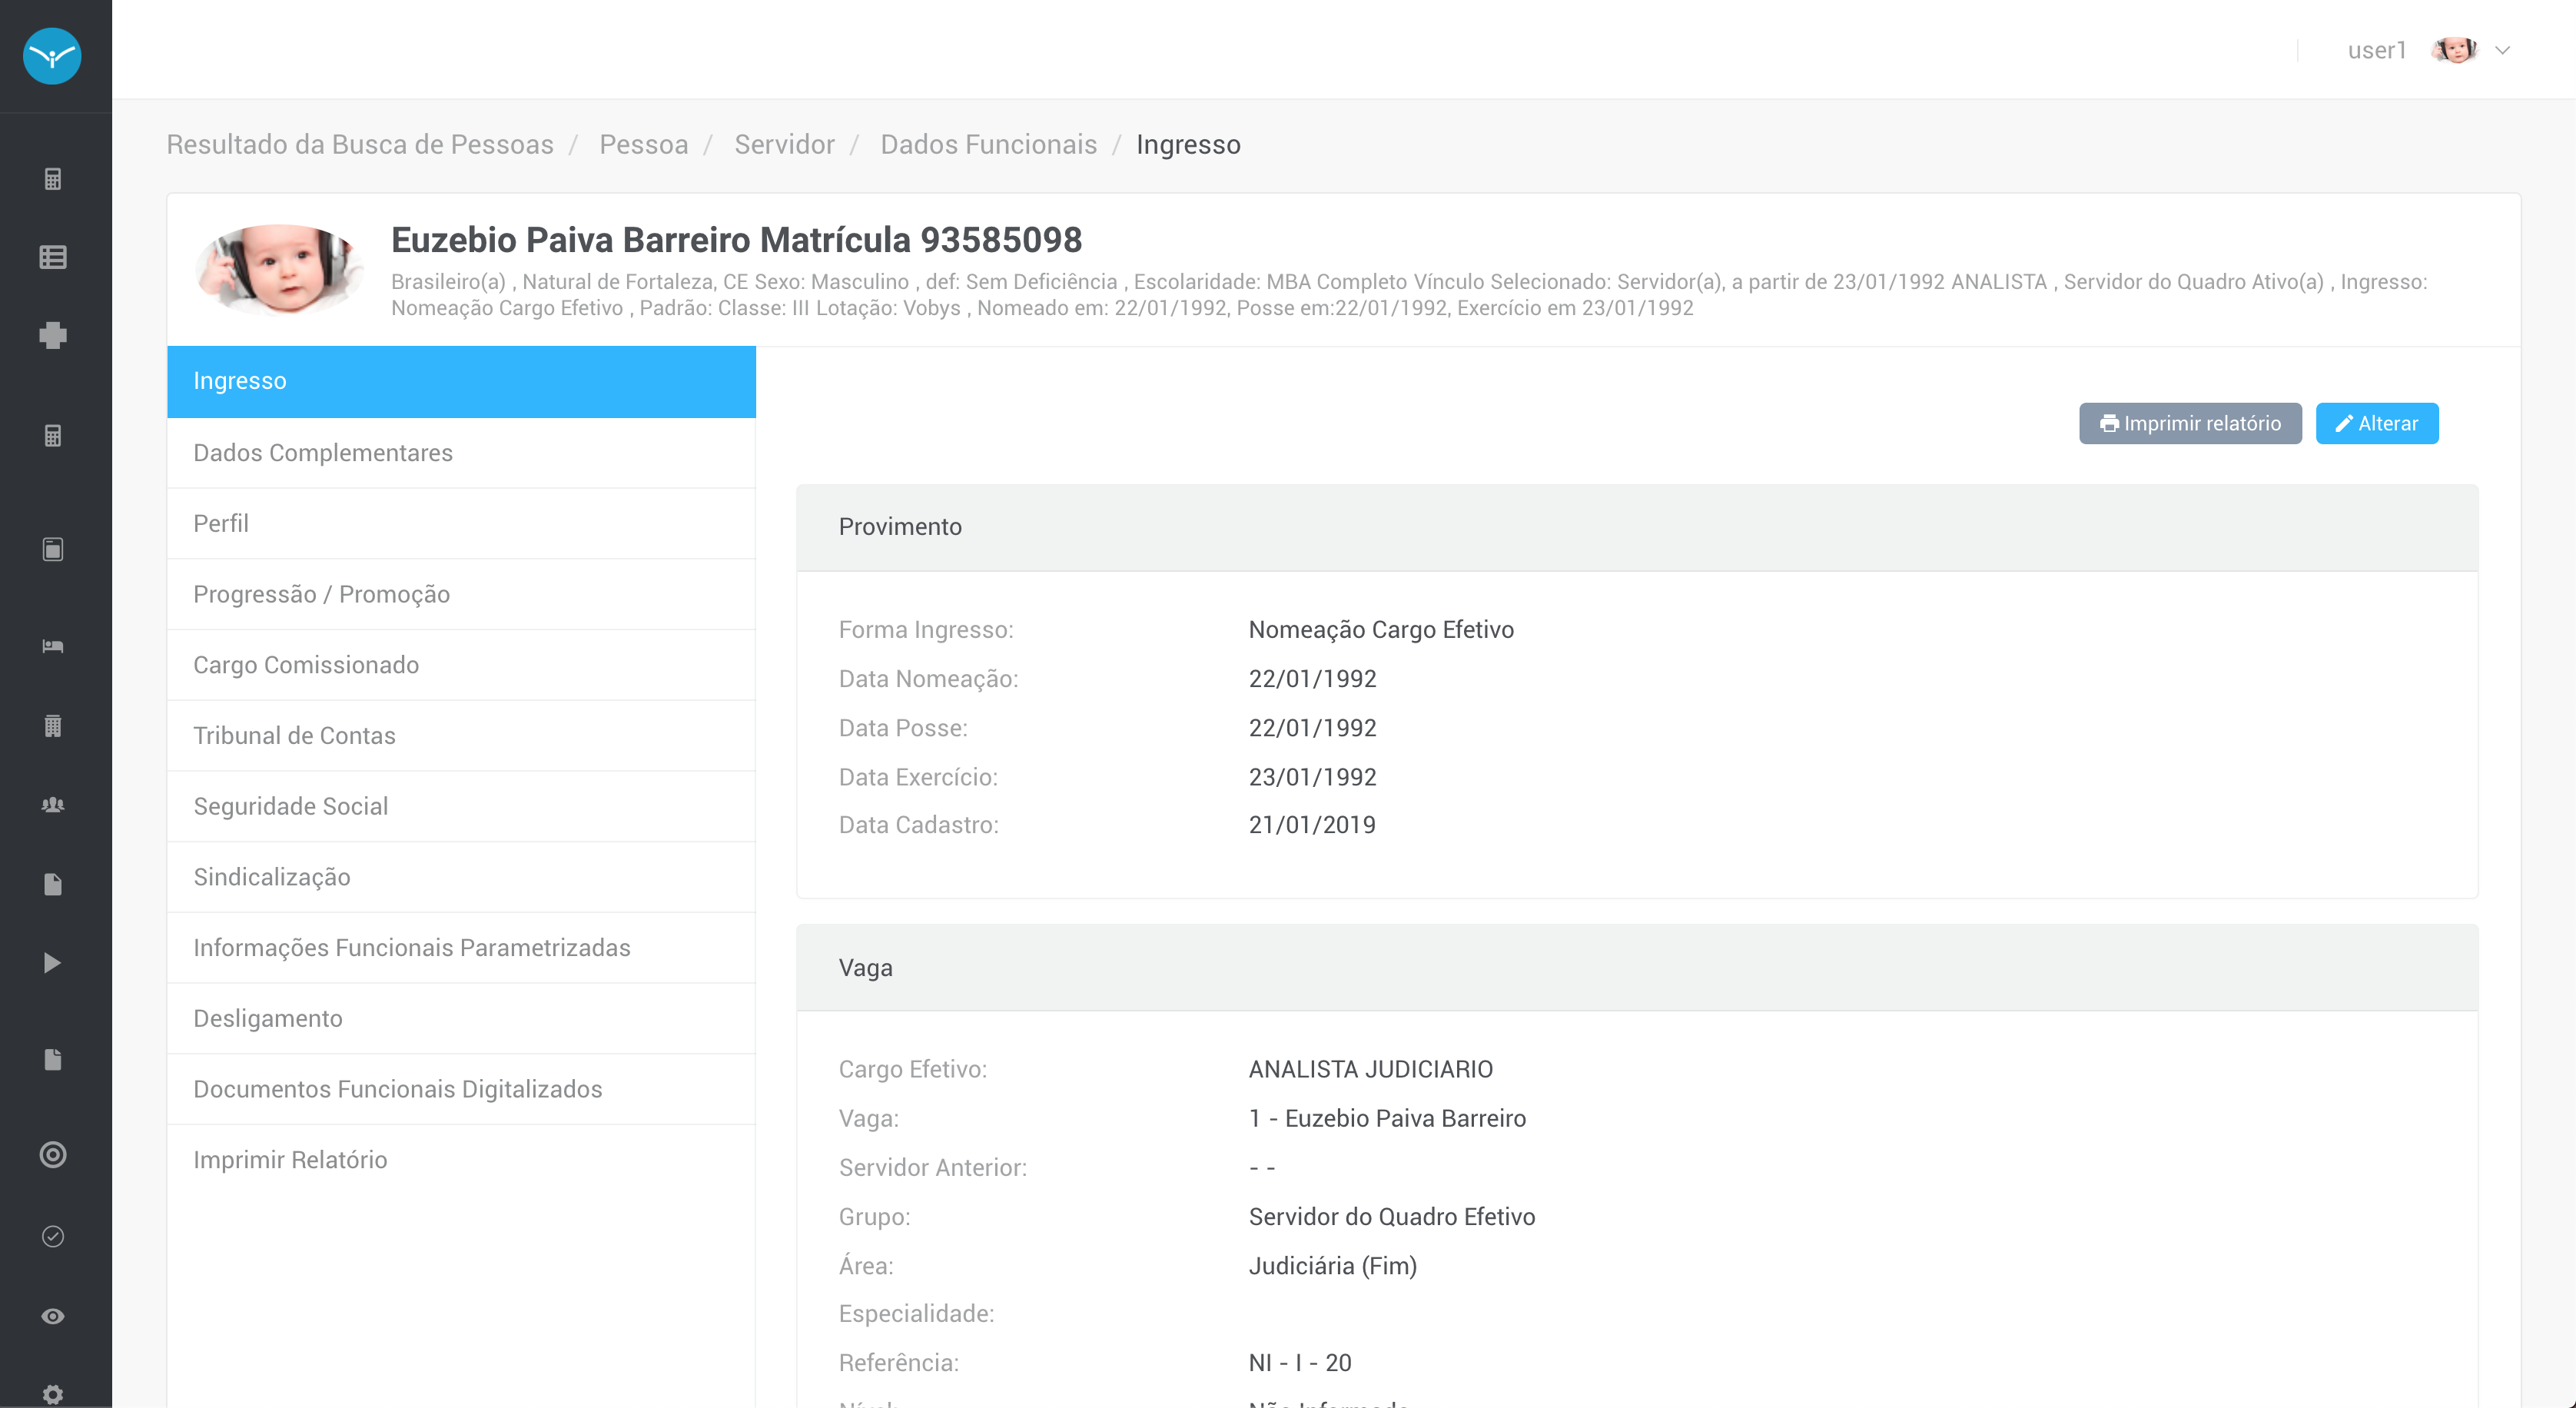 user1
Resultado da Busca de Pessoas / Pessoa / Servidor / Dados Funcionais / Ingresso
Euzebio Paiva Barreiro Matrícula 93585098
Brasileiro(a) , Natural de Fortaleza, CE Sexo: Masculino , def: Sem Deficiência , Escolaridade: MBA Completo Vínculo Selecionado: Servidor(a), a partir de 23/01/1992 ANALISTA , Servidor do Quadro Ativo(a) , Ingresso:
Nomeação Cargo Efetivo , Padrão: Classe: III Lotação: Vobys , Nomeado em: 22/01/1992, Posse em:22/01/1992, Exercício em 23/01/1992
Ingresso
Dados Complementares
Perfil
Progressão / Promoção
Cargo Comissionado
Tribunal de Contas
Seguridade Social
Sindicalização
Informações Funcionais Parametrizadas
Desligamento
Documentos Funcionais Digitalizados
Imprimir Relatório
Imprimir relatório
Alterar
Provimento
Forma Ingresso: Nomeação Cargo Efetivo
Data Nomeação: 22/01/1992
Data Posse: 22/01/1992
Data Exercício: 23/01/1992
Data Cadastro: 21/01/2019
Vaga
Cargo Efetivo: ANALISTA JUDICIARIO
Vaga: 1 - Euzebio Paiva Barreiro
Servidor Anterior: - -
Grupo: Servidor do Quadro Efetivo
Área: Judiciária (Fim)
Especialidade:
Referência: NI - I - 20